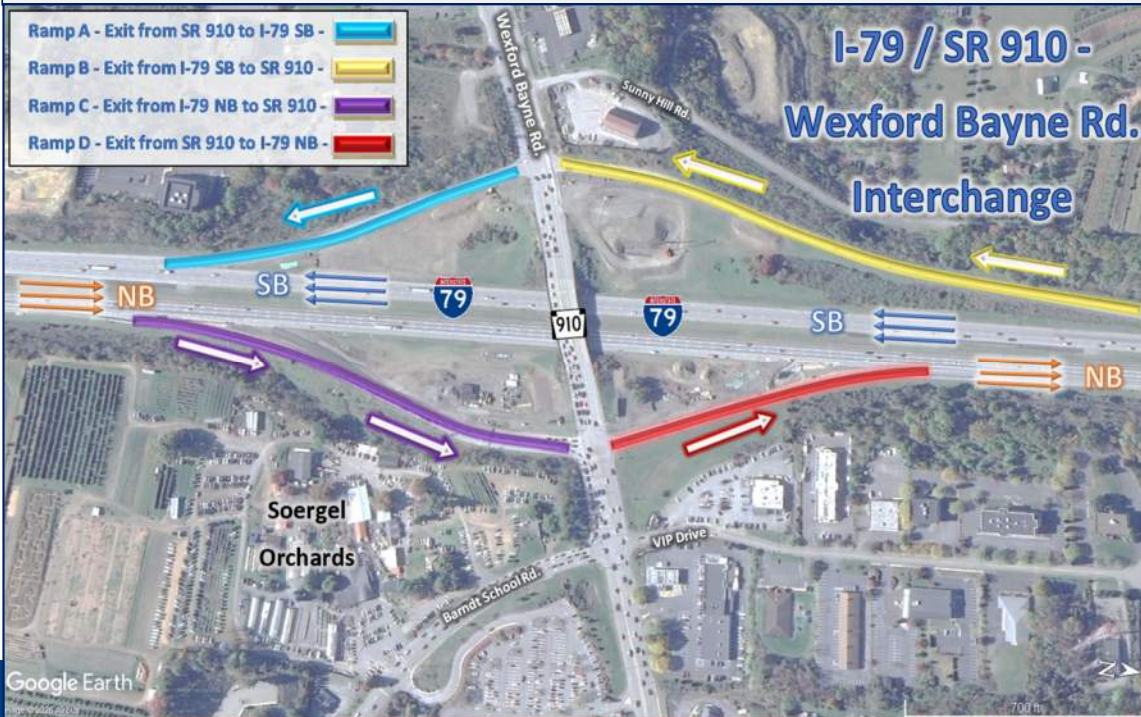 Ramp A - Exit from SR 910 to I-79 SB -
Ramp B - Exit from I-79 SB to SR 910 -
Ramp C - Exit from I-79 NB to SR 910 -
Ramp D - Exit from SR 910 to I-79 NB -
I-79 / SR 910 -
Wexford Bayne Rd.
Interchange
Wexford Bayne Rd.
Sunny Hill Rd.
NB
SB
INTERSTATE
79
910
INTERSTATE
79
SB
NB
Soergel
Orchards
VIP Drive
Barndt School Rd.
Google Earth
700 ft